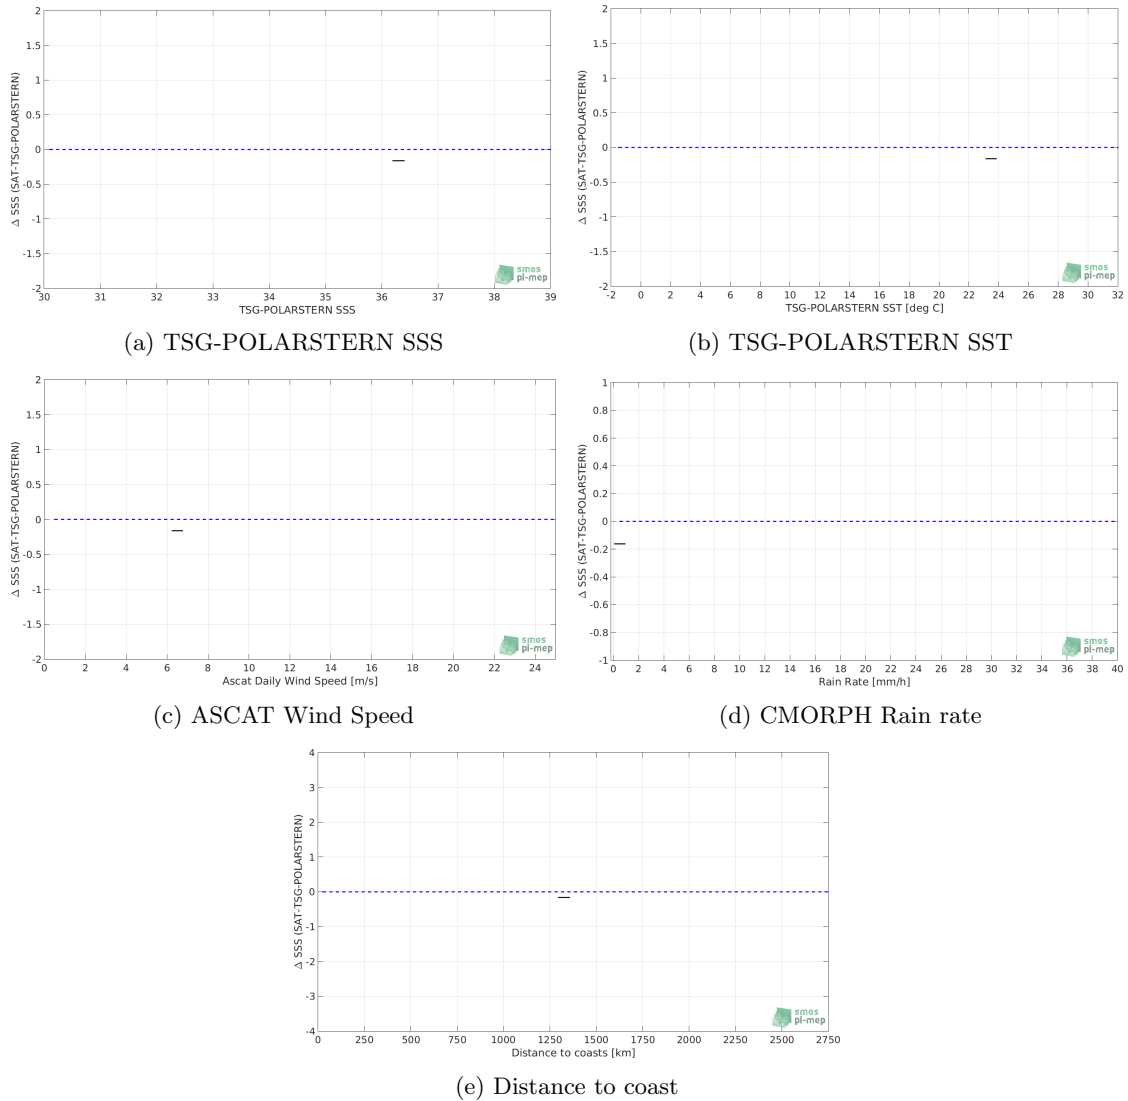 2
1.5
1
0.5
0
-0.5
-1
-1.5
-2
Δ SSS (SAT-TSG-POLARSTERN)
30 31 32 33 34 35 36 37 38 39
TSG-POLARSTERN SSS
smos
pi-mep
(a) TSG-POLARSTERN SSS
2
1.5
1
0.5
0
-0.5
-1
-1.5
-2
Δ SSS (SAT-TSG-POLARSTERN)
-2 0 2 4 6 8 10 12 14 16 18 20 22 24 26 28 30 32
TSG-POLARSTERN SST [deg C]
smos
pi-mep
(b) TSG-POLARSTERN SST
2
1.5
1
0.5
0
-0.5
-1
-1.5
-2
Δ SSS (SAT-TSG-POLARSTERN)
0 2 4 6 8 10 12 14 16 18 20 22 24
Ascat Daily Wind Speed [m/s]
smos
pi-mep
(c) ASCAT Wind Speed
1
0.8
0.6
0.4
0.2
0
-0.2
-0.4
-0.6
-0.8
-1
Δ SSS (SAT-TSG-POLARSTERN)
0 2 4 6 8 10 12 14 16 18 20 22 24 26 28 30 32 34 36 38 40
Rain Rate [mm/h]
smos
pi-mep
(d) CMORPH Rain rate
4
3
2
1
0
-1
-2
-3
-4
Δ SSS (SAT-TSG-POLARSTERN)
0 250 500 750 1000 1250 1500 1750 2000 2250 2500 2750
Distance to coasts [km]
smos
pi-mep
(e) Distance to coast